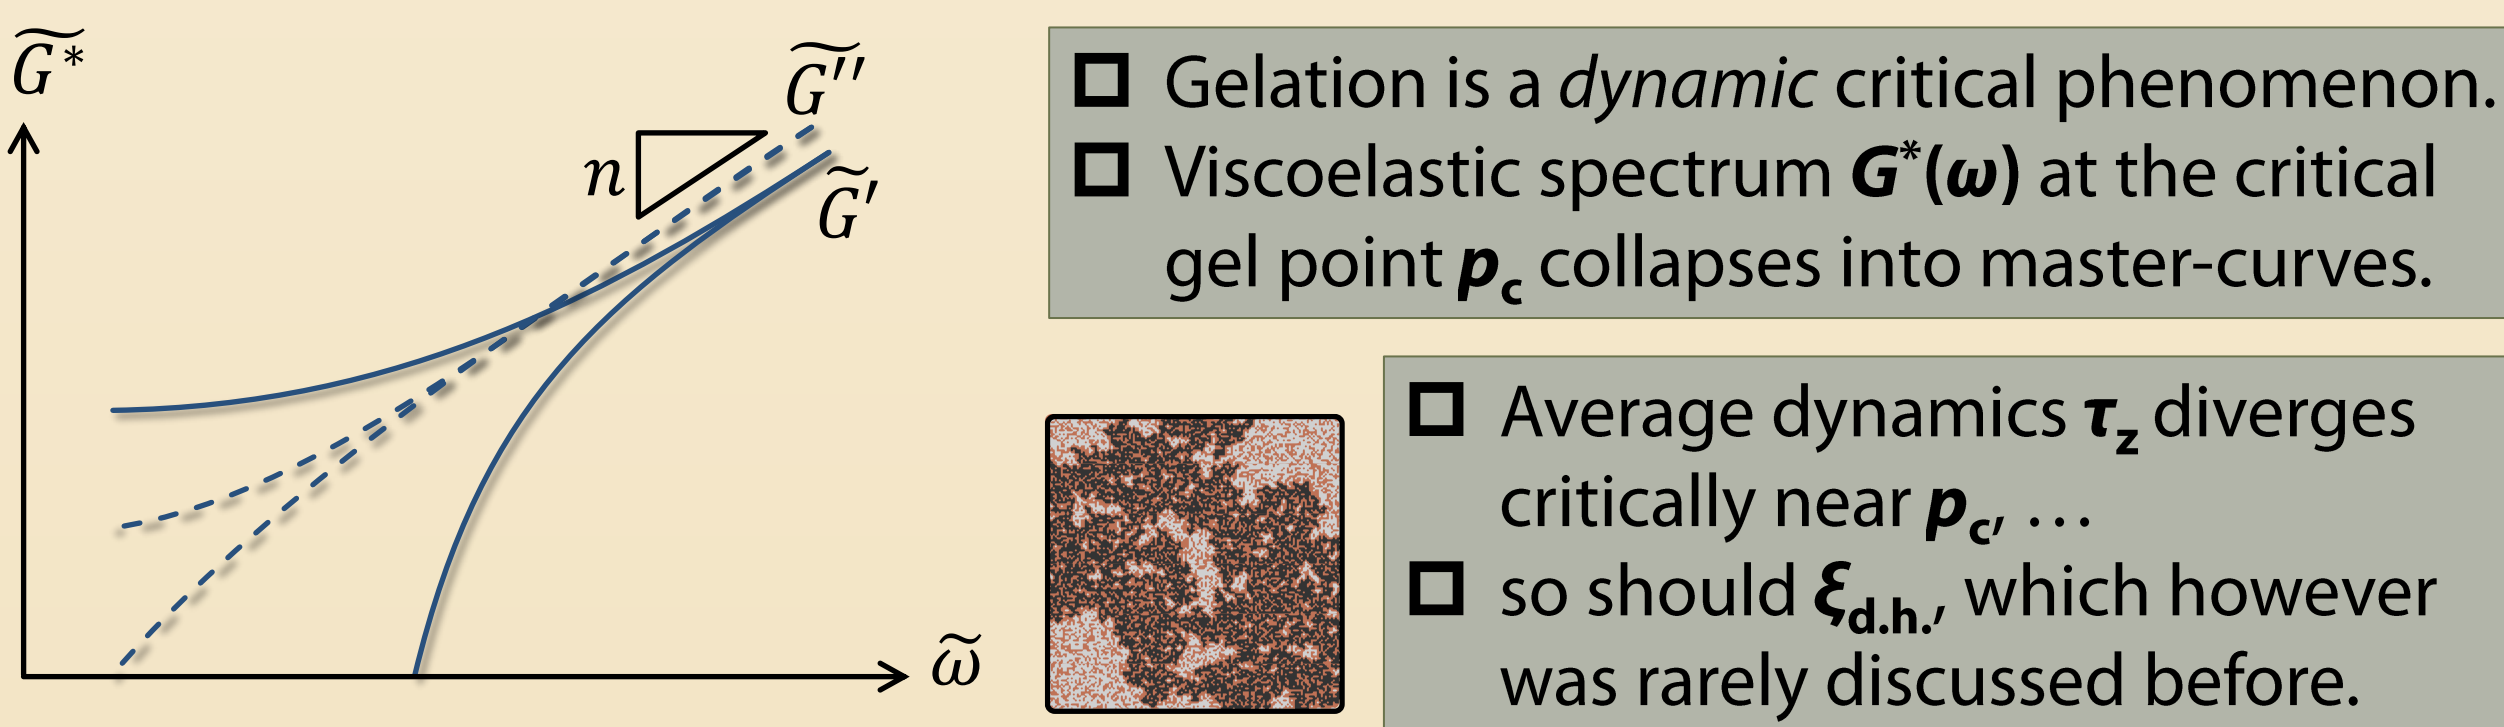 G̃*
G̃′′
n
G̃′
ω̃
Gelation is a dynamic critical phenomenon.
Viscoelastic spectrum G*(ω) at the critical
gel point pc collapses into master-curves.
Average dynamics τz diverges
critically near pc, ...
so should ξd.h., which however
was rarely discussed before.